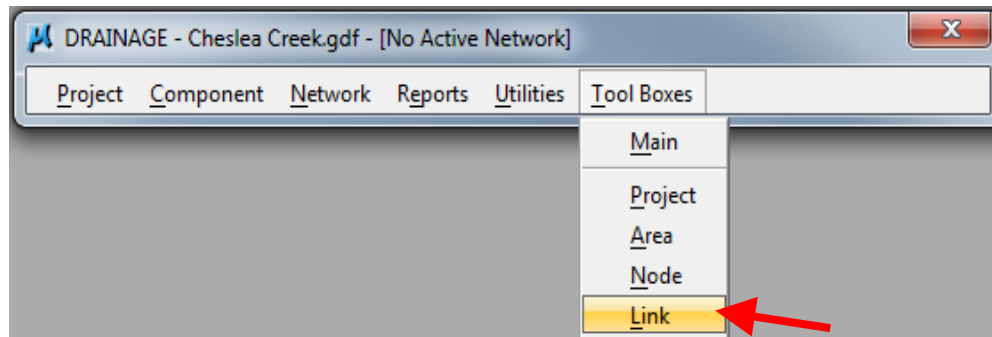 DRAINAGE - Cheslea Creek.gdf - [No Active Network]
Project Component Network Reports Utilities Tool Boxes
Main
Project
Area
Node
Link